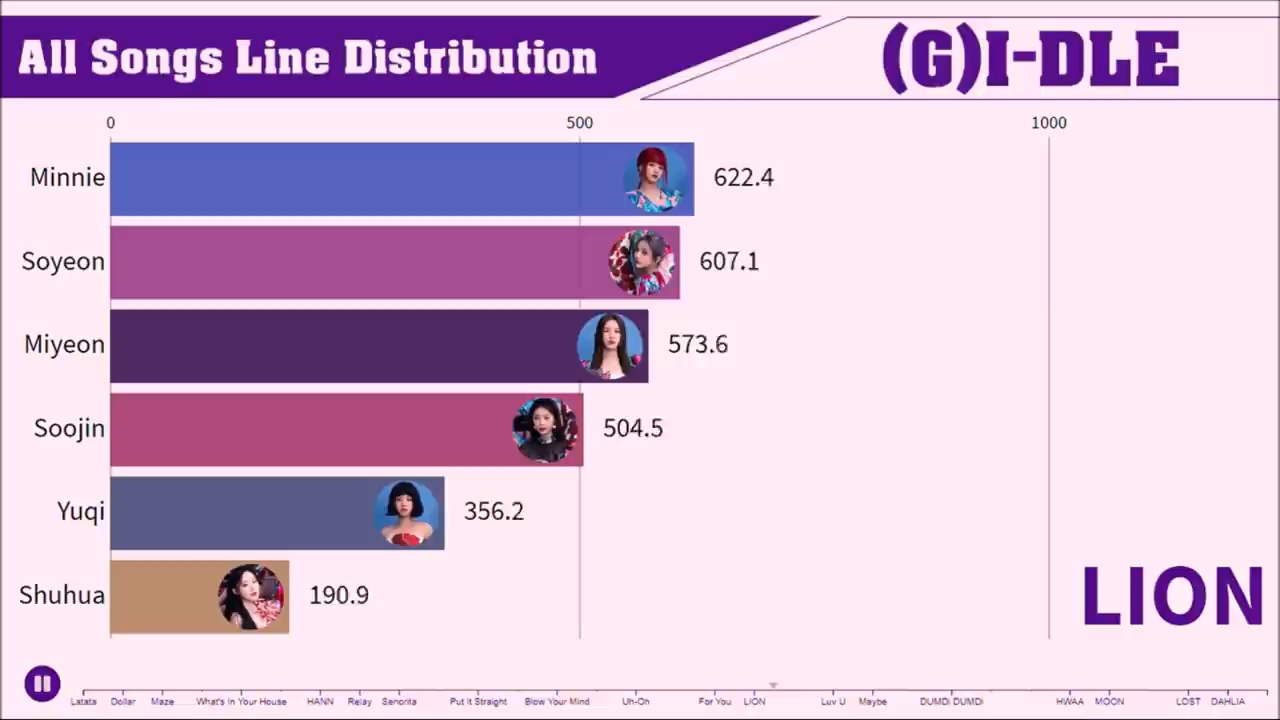 All Songs Line Distribution
(G)I-DLE
0 500 1000
Minnie 622.4
Soyeon 607.1
Miyeon 573.6
Soojin 504.5
Yuqi 356.2
Shuhua 190.9
LION
Latata Dollar Maze What's In Your House HANN Relay Senorita Put It Straight Blow Your Mind Uh-Oh For You LION Luv U Maybe DUMDi DUMDi HWAA MOON LOST DAHLIA